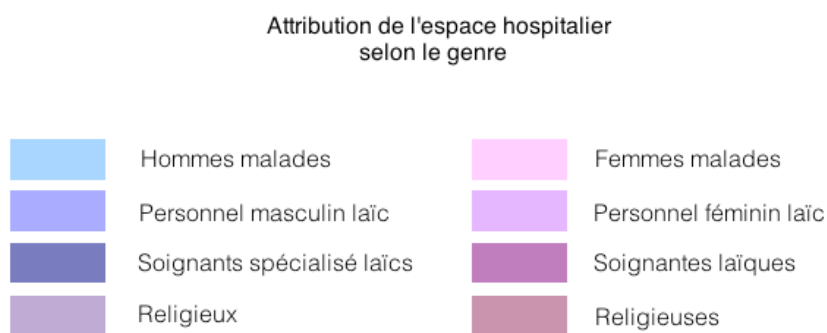 Attribution de l'espace hospitalier
selon le genre
Hommes malades
Femmes malades
Personnel masculin laïc
Personnel féminin laïc
Soignants spécialisé laïcs
Soignantes laïques
Religieux
Religieuses